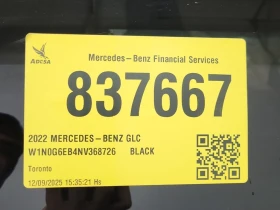 ADESA
Mercedes-Benz Financial Services
837667
2022 MERCEDES-BENZ GLC
W1N0G6EB4NV368726 BLACK
Toronto
12/09/2025 15:35:21 Hs